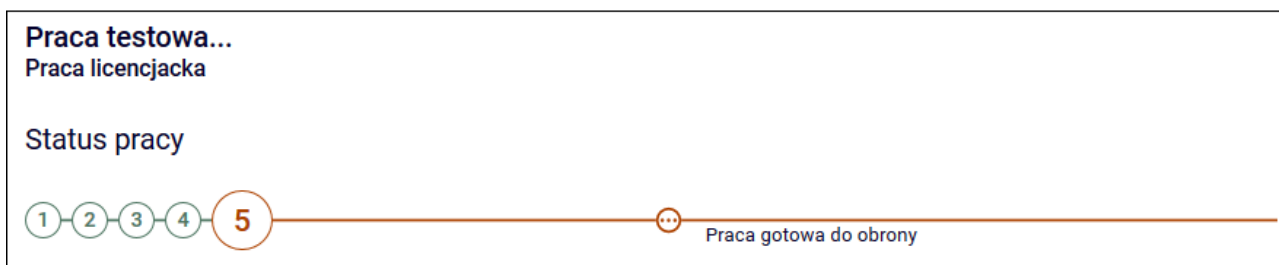 Praca testowa...
Praca licencjacka
Status pracy
1 2 3 4 5
Praca gotowa do obrony